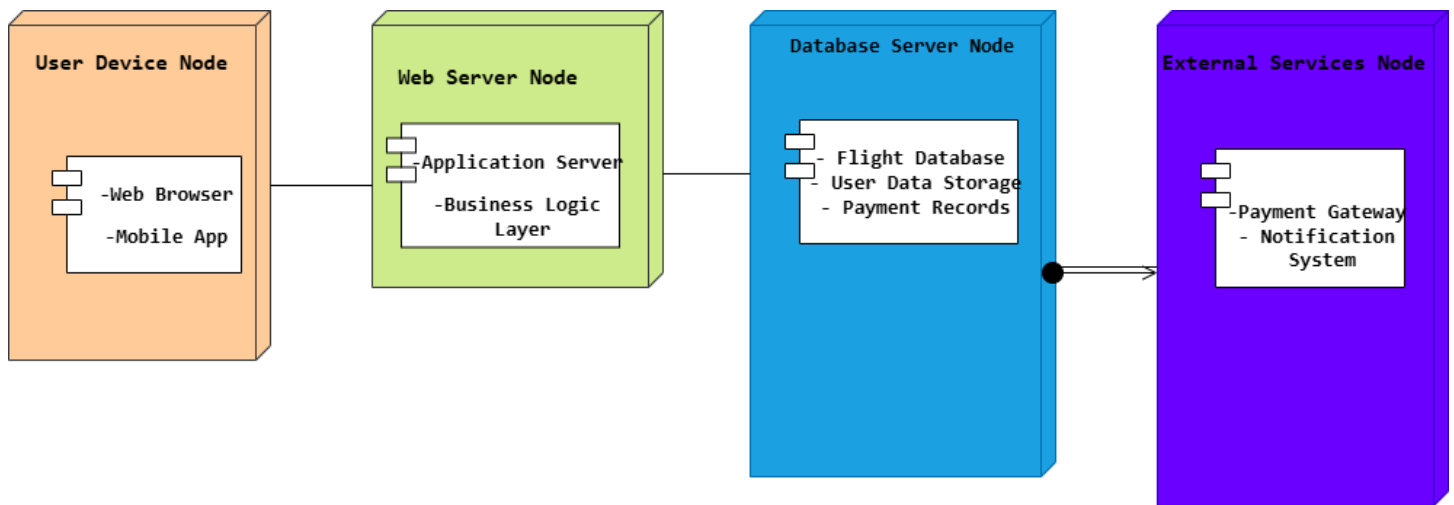 User Device Node
-Web Browser
-Mobile App
Web Server Node
-Application Server
-Business Logic
Layer
Database Server Node
- Flight Database
- User Data Storage
- Payment Records
External Services Node
-Payment Gateway
- Notification
System